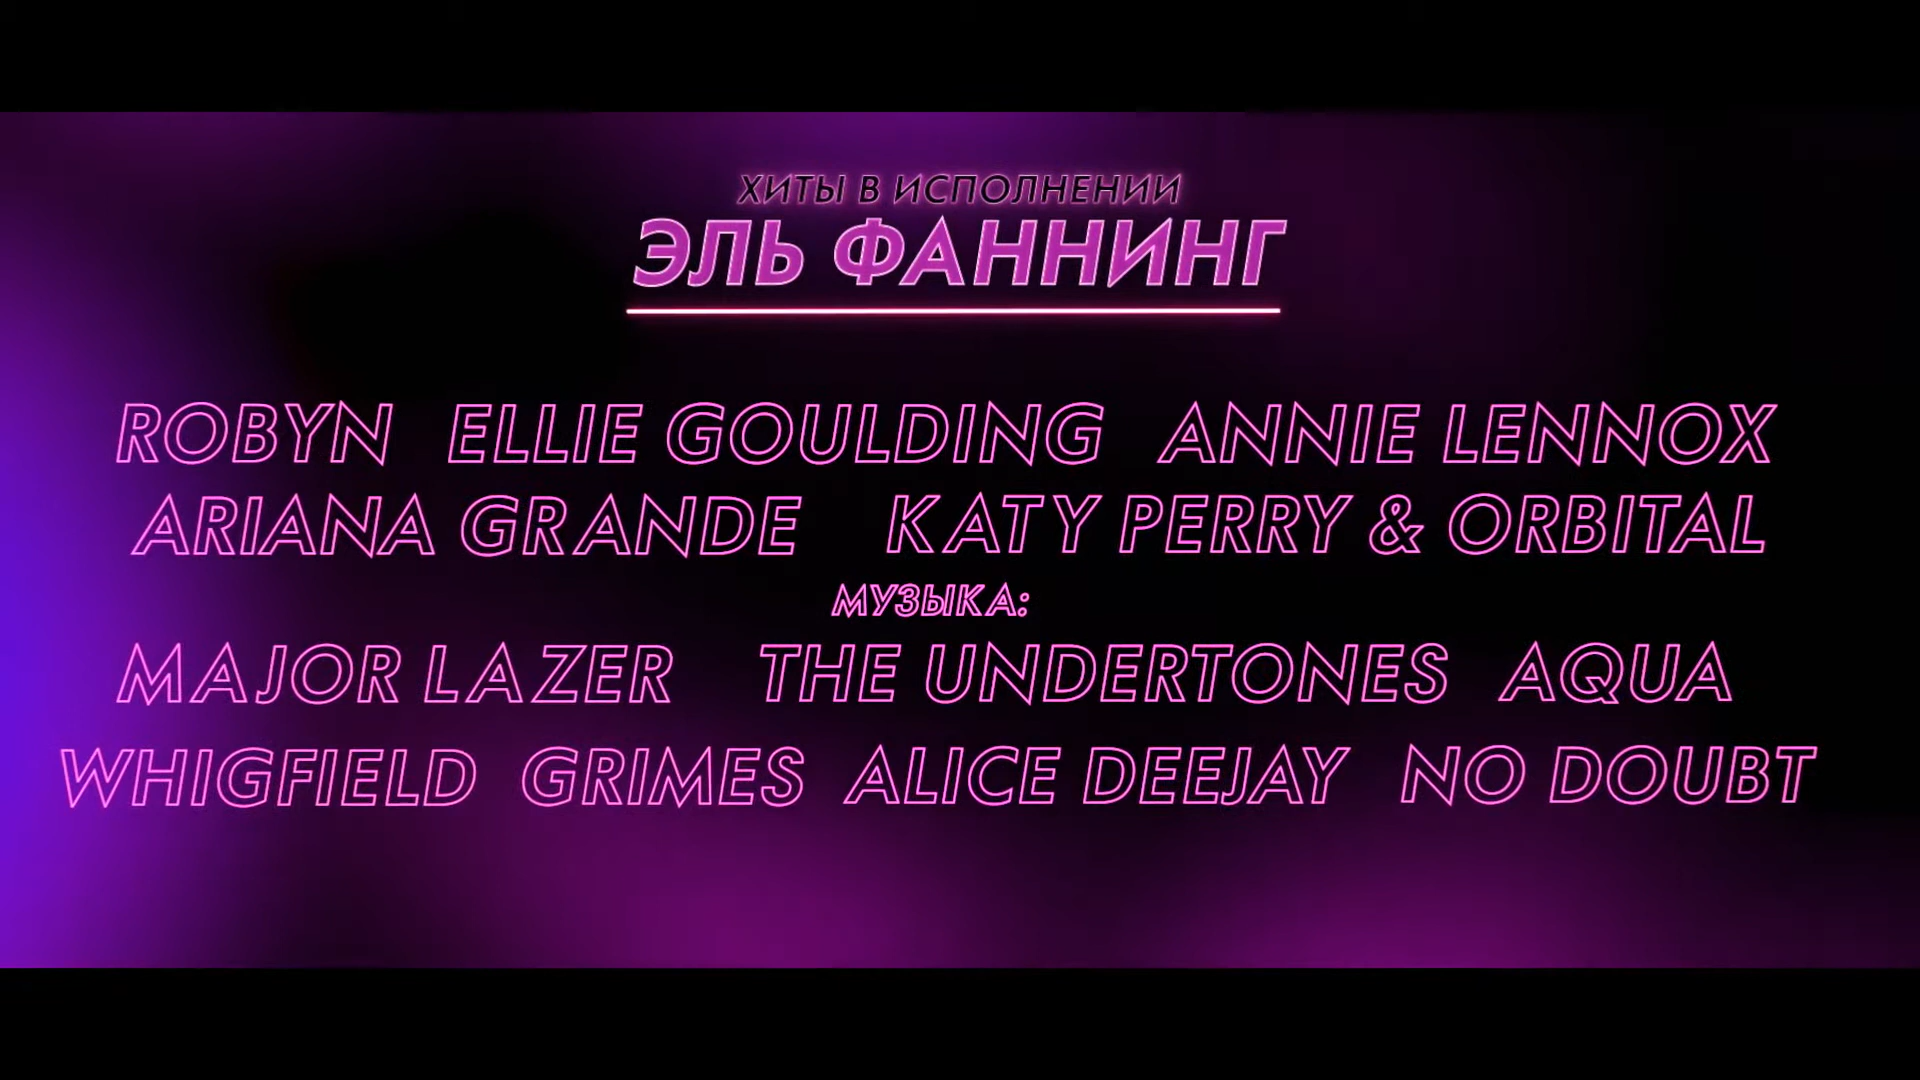 ХИТЫ В ИСПОЛНЕНИИ
ЭЛЬ ФАННИНГ
ROBYN ELLIE GOULDING ANNIE LENNOX
ARIANA GRANDE KATY PERRY & ORBITAL
МУЗЫКА:
MAJOR LAZER THE UNDERTONES AQUA
WHIGFIELD GRIMES ALICE DEEJAY NO DOUBT